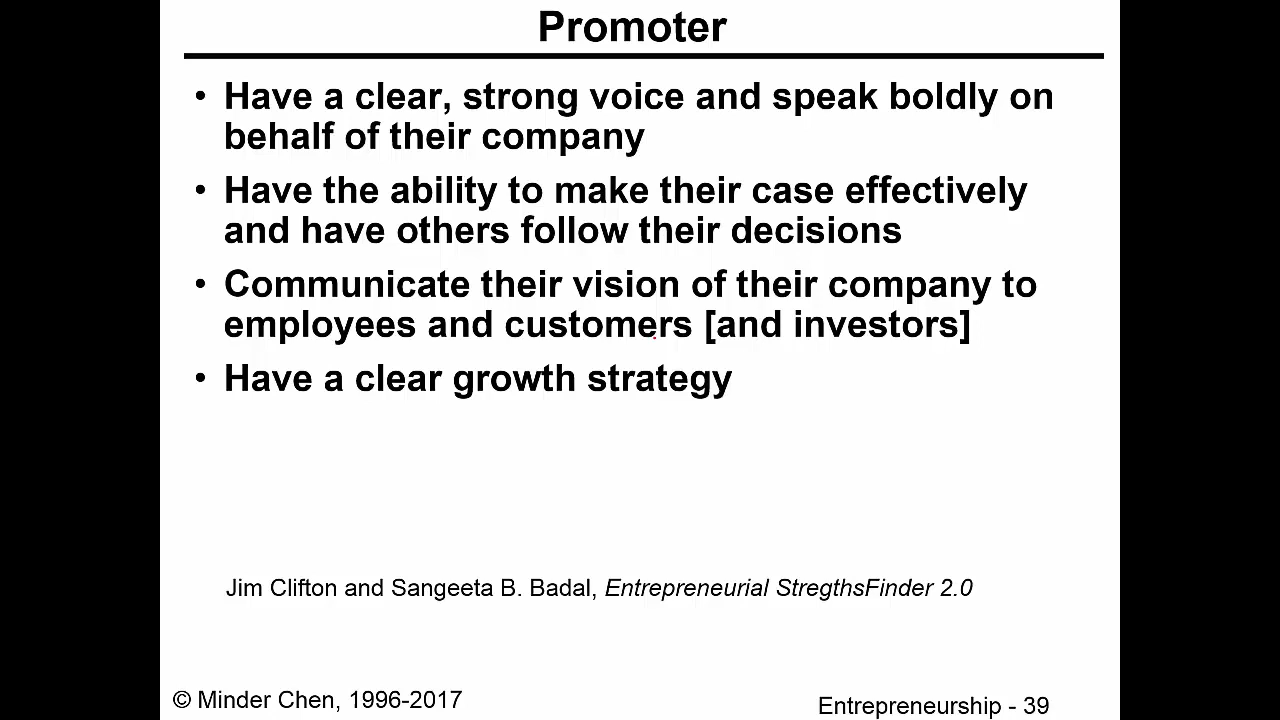 Promoter
• Have a clear, strong voice and speak boldly on
behalf of their company
• Have the ability to make their case effectively
and have others follow their decisions
• Communicate their vision of their company to
employees and customers [and investors]
• Have a clear growth strategy
Jim Clifton and Sangeeta B. Badal, Entrepreneurial StregthsFinder 2.0
© Minder Chen, 1996-2017
Entrepreneurship - 39